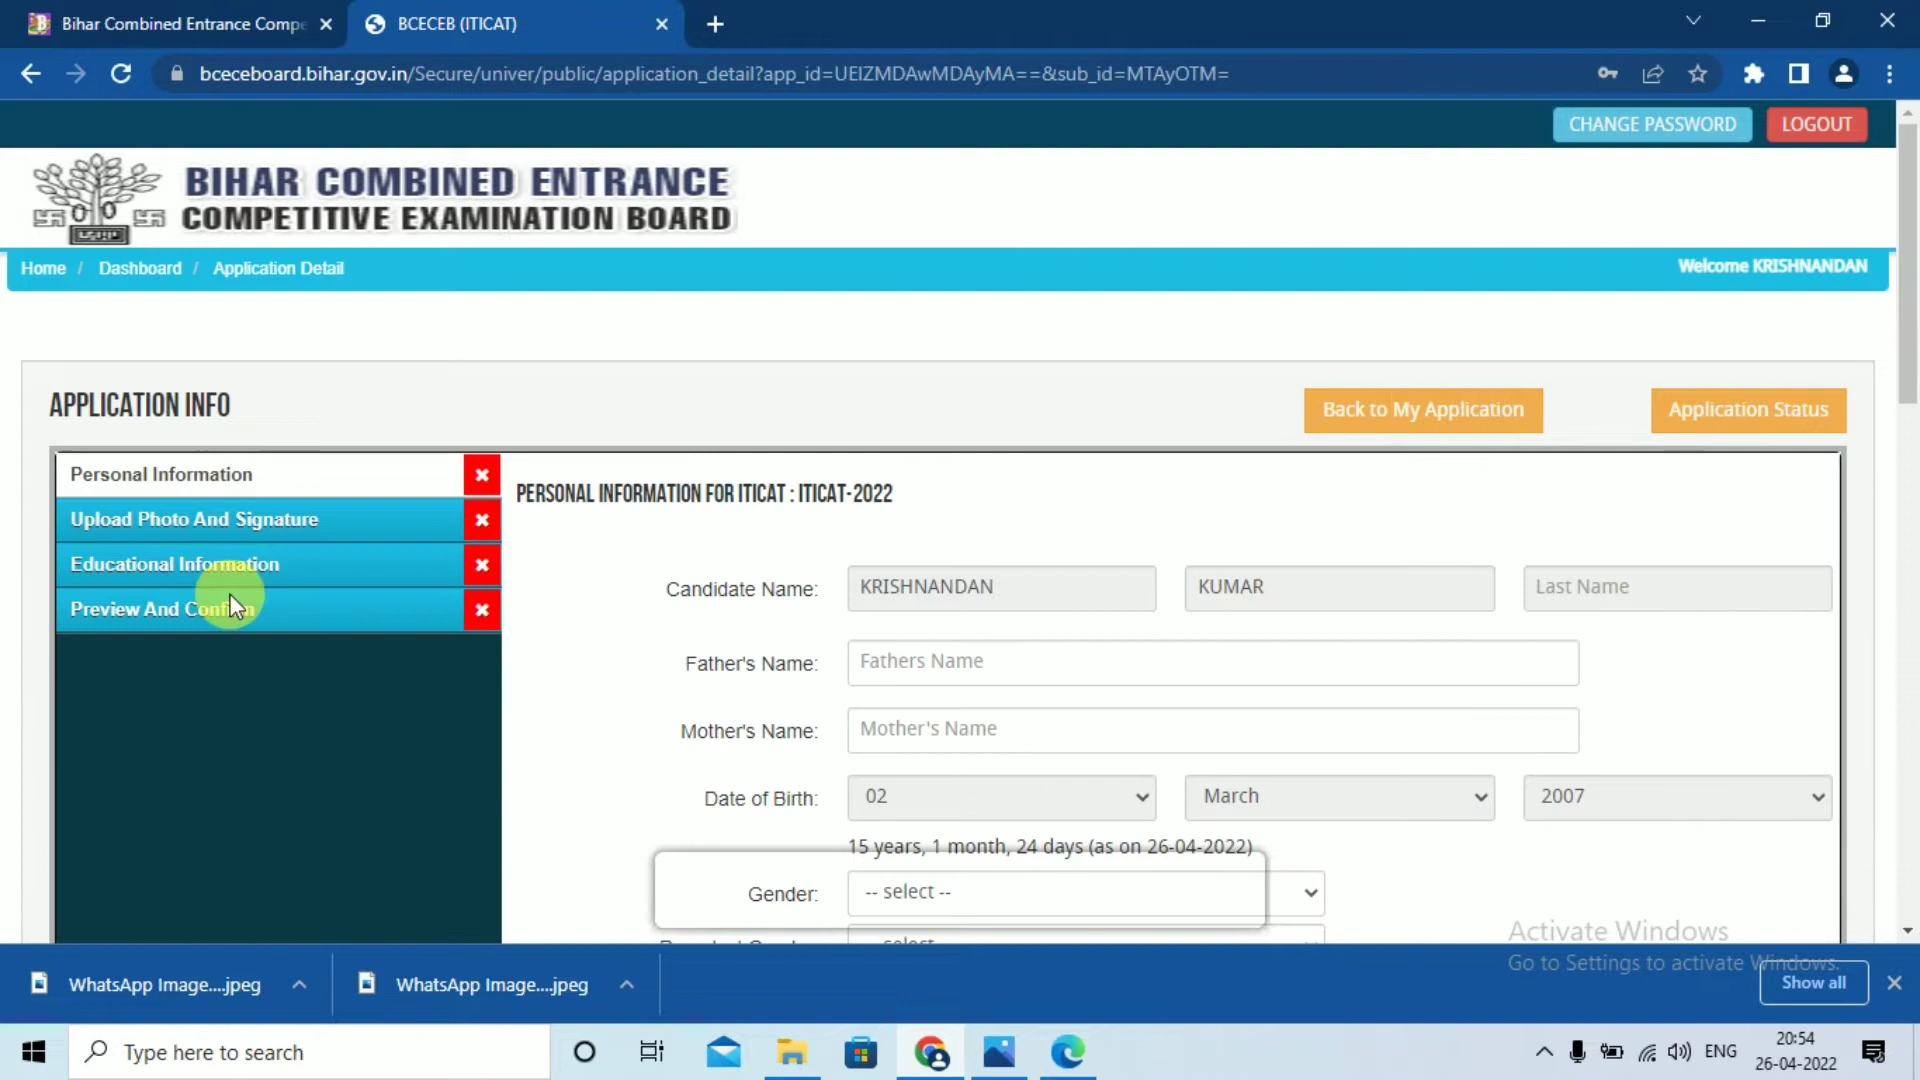 Bihar Combined Entrance Compe
BCECEB (ITICAT)
bceceboard.bihar.gov.in/Secure/univer/public/application_detail?app_id=UEIZMDAwMDAyMA==&sub_id=MTAyOTM=
CHANGE PASSWORD
LOGOUT
BIHAR COMBINED ENTRANCE
COMPETITIVE EXAMINATION BOARD
Home / Dashboard / Application Detail
Welcome KRISHNANDAN
APPLICATION INFO
Back to My Application
Application Status
Personal Information
Upload Photo And Signature
Educational Information
Preview And Confirm
PERSONAL INFORMATION FOR ITICAT : ITICAT-2022
Candidate Name: KRISHNANDAN KUMAR Last Name
Father's Name: Fathers Name
Mother's Name: Mother's Name
Date of Birth: 02 March 2007
15 years, 1 month, 24 days (as on 26-04-2022)
Gender: -- select --
Activate Windows
Go to Settings to activate Windows.
WhatsApp Image....jpeg
WhatsApp Image....jpeg
Show all
Type here to search
ENG
20:54
26-04-2022